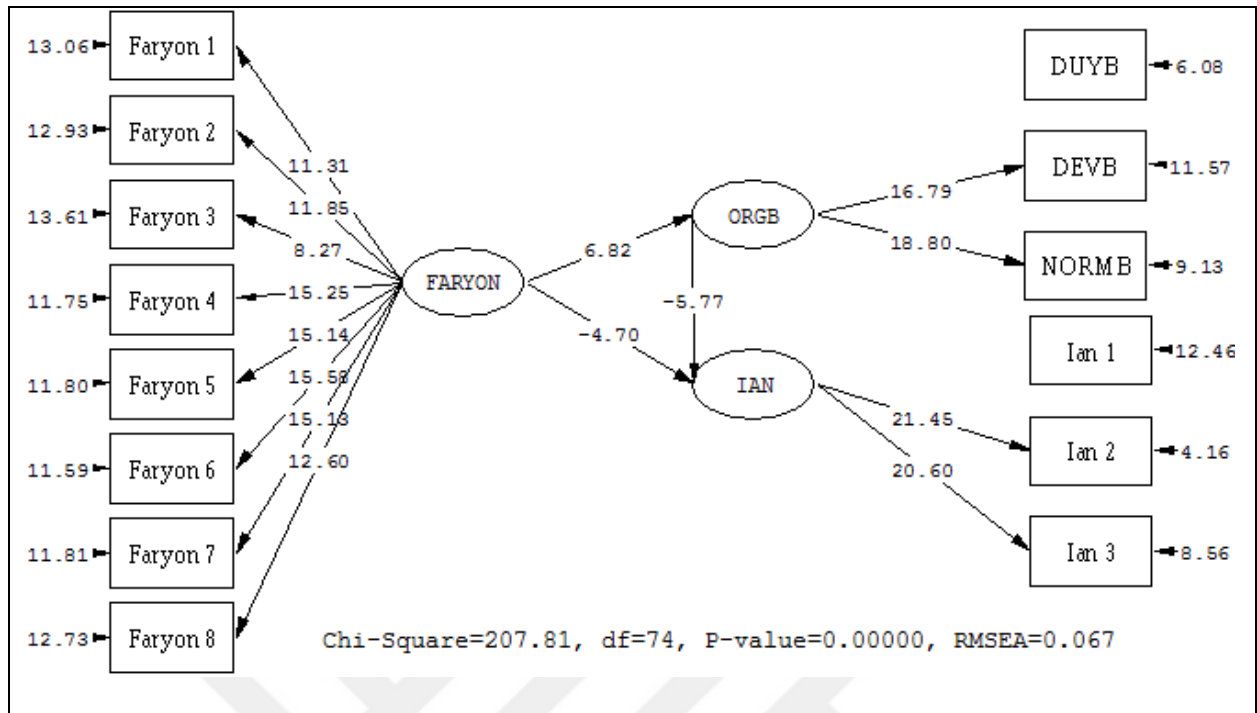 13.06 Faryon 1
12.93 Faryon 2
13.61 Faryon 3
11.75 Faryon 4
11.80 Faryon 5
11.59 Faryon 6
11.81 Faryon 7
12.73 Faryon 8
11.31
11.85
8.27
15.25
15.14
15.58
15.13
12.60
FARYON
6.82
-4.70
ORGB
-5.77
IAN
16.79
18.80
21.45
20.60
DUYB 6.08
DEVB 11.57
NORMB 9.13
Ian 1 12.46
Ian 2 4.16
Ian 3 8.56
Chi-Square=207.81, df=74, P-value=0.00000, RMSEA=0.067